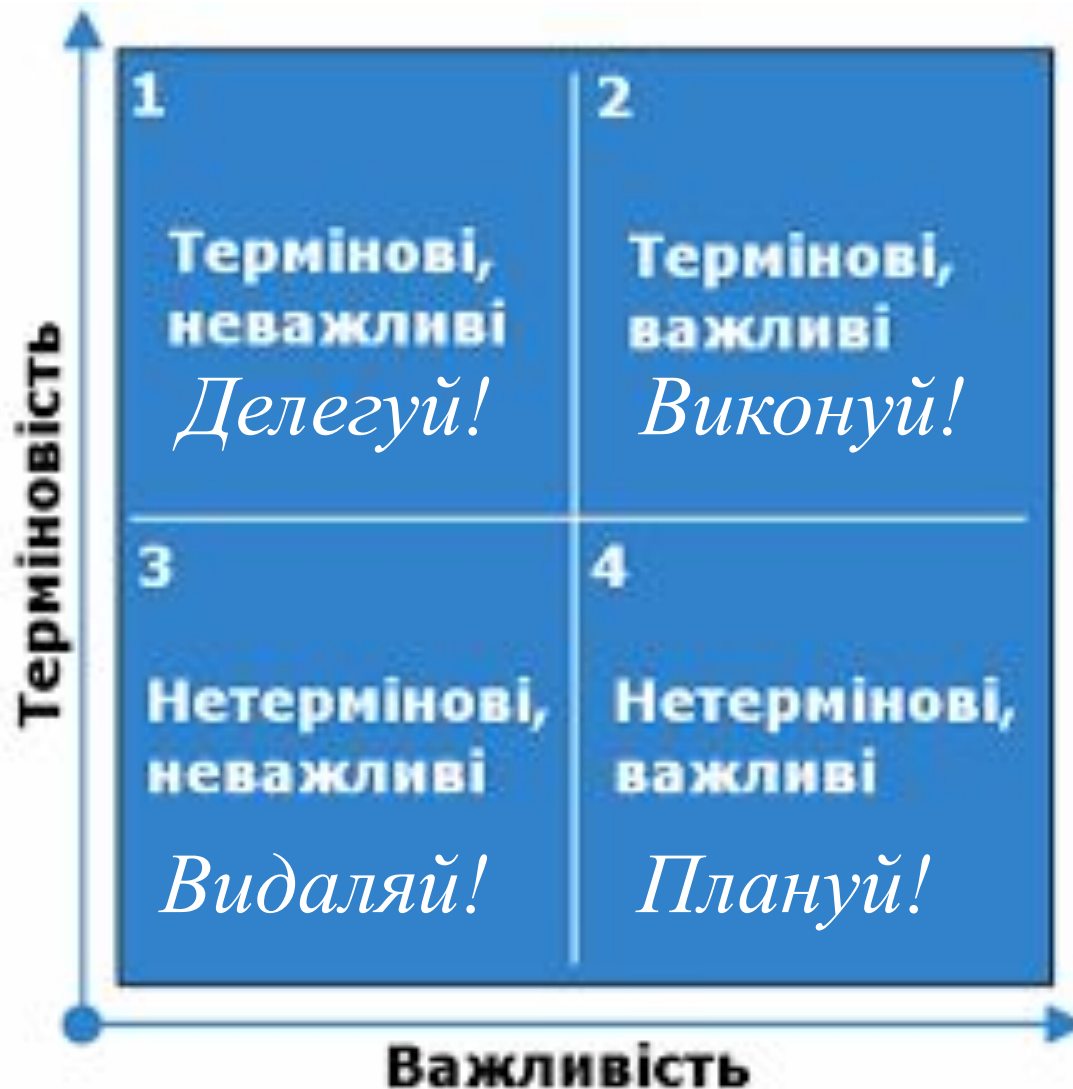 Терміновість
1
Термінові,
неважливі
Делегуй!
2
Термінові,
важливі
Виконуй!
3
Нетермінові,
неважливі
Видаляй!
4
Нетермінові,
важливі
Плануй!
Важливість